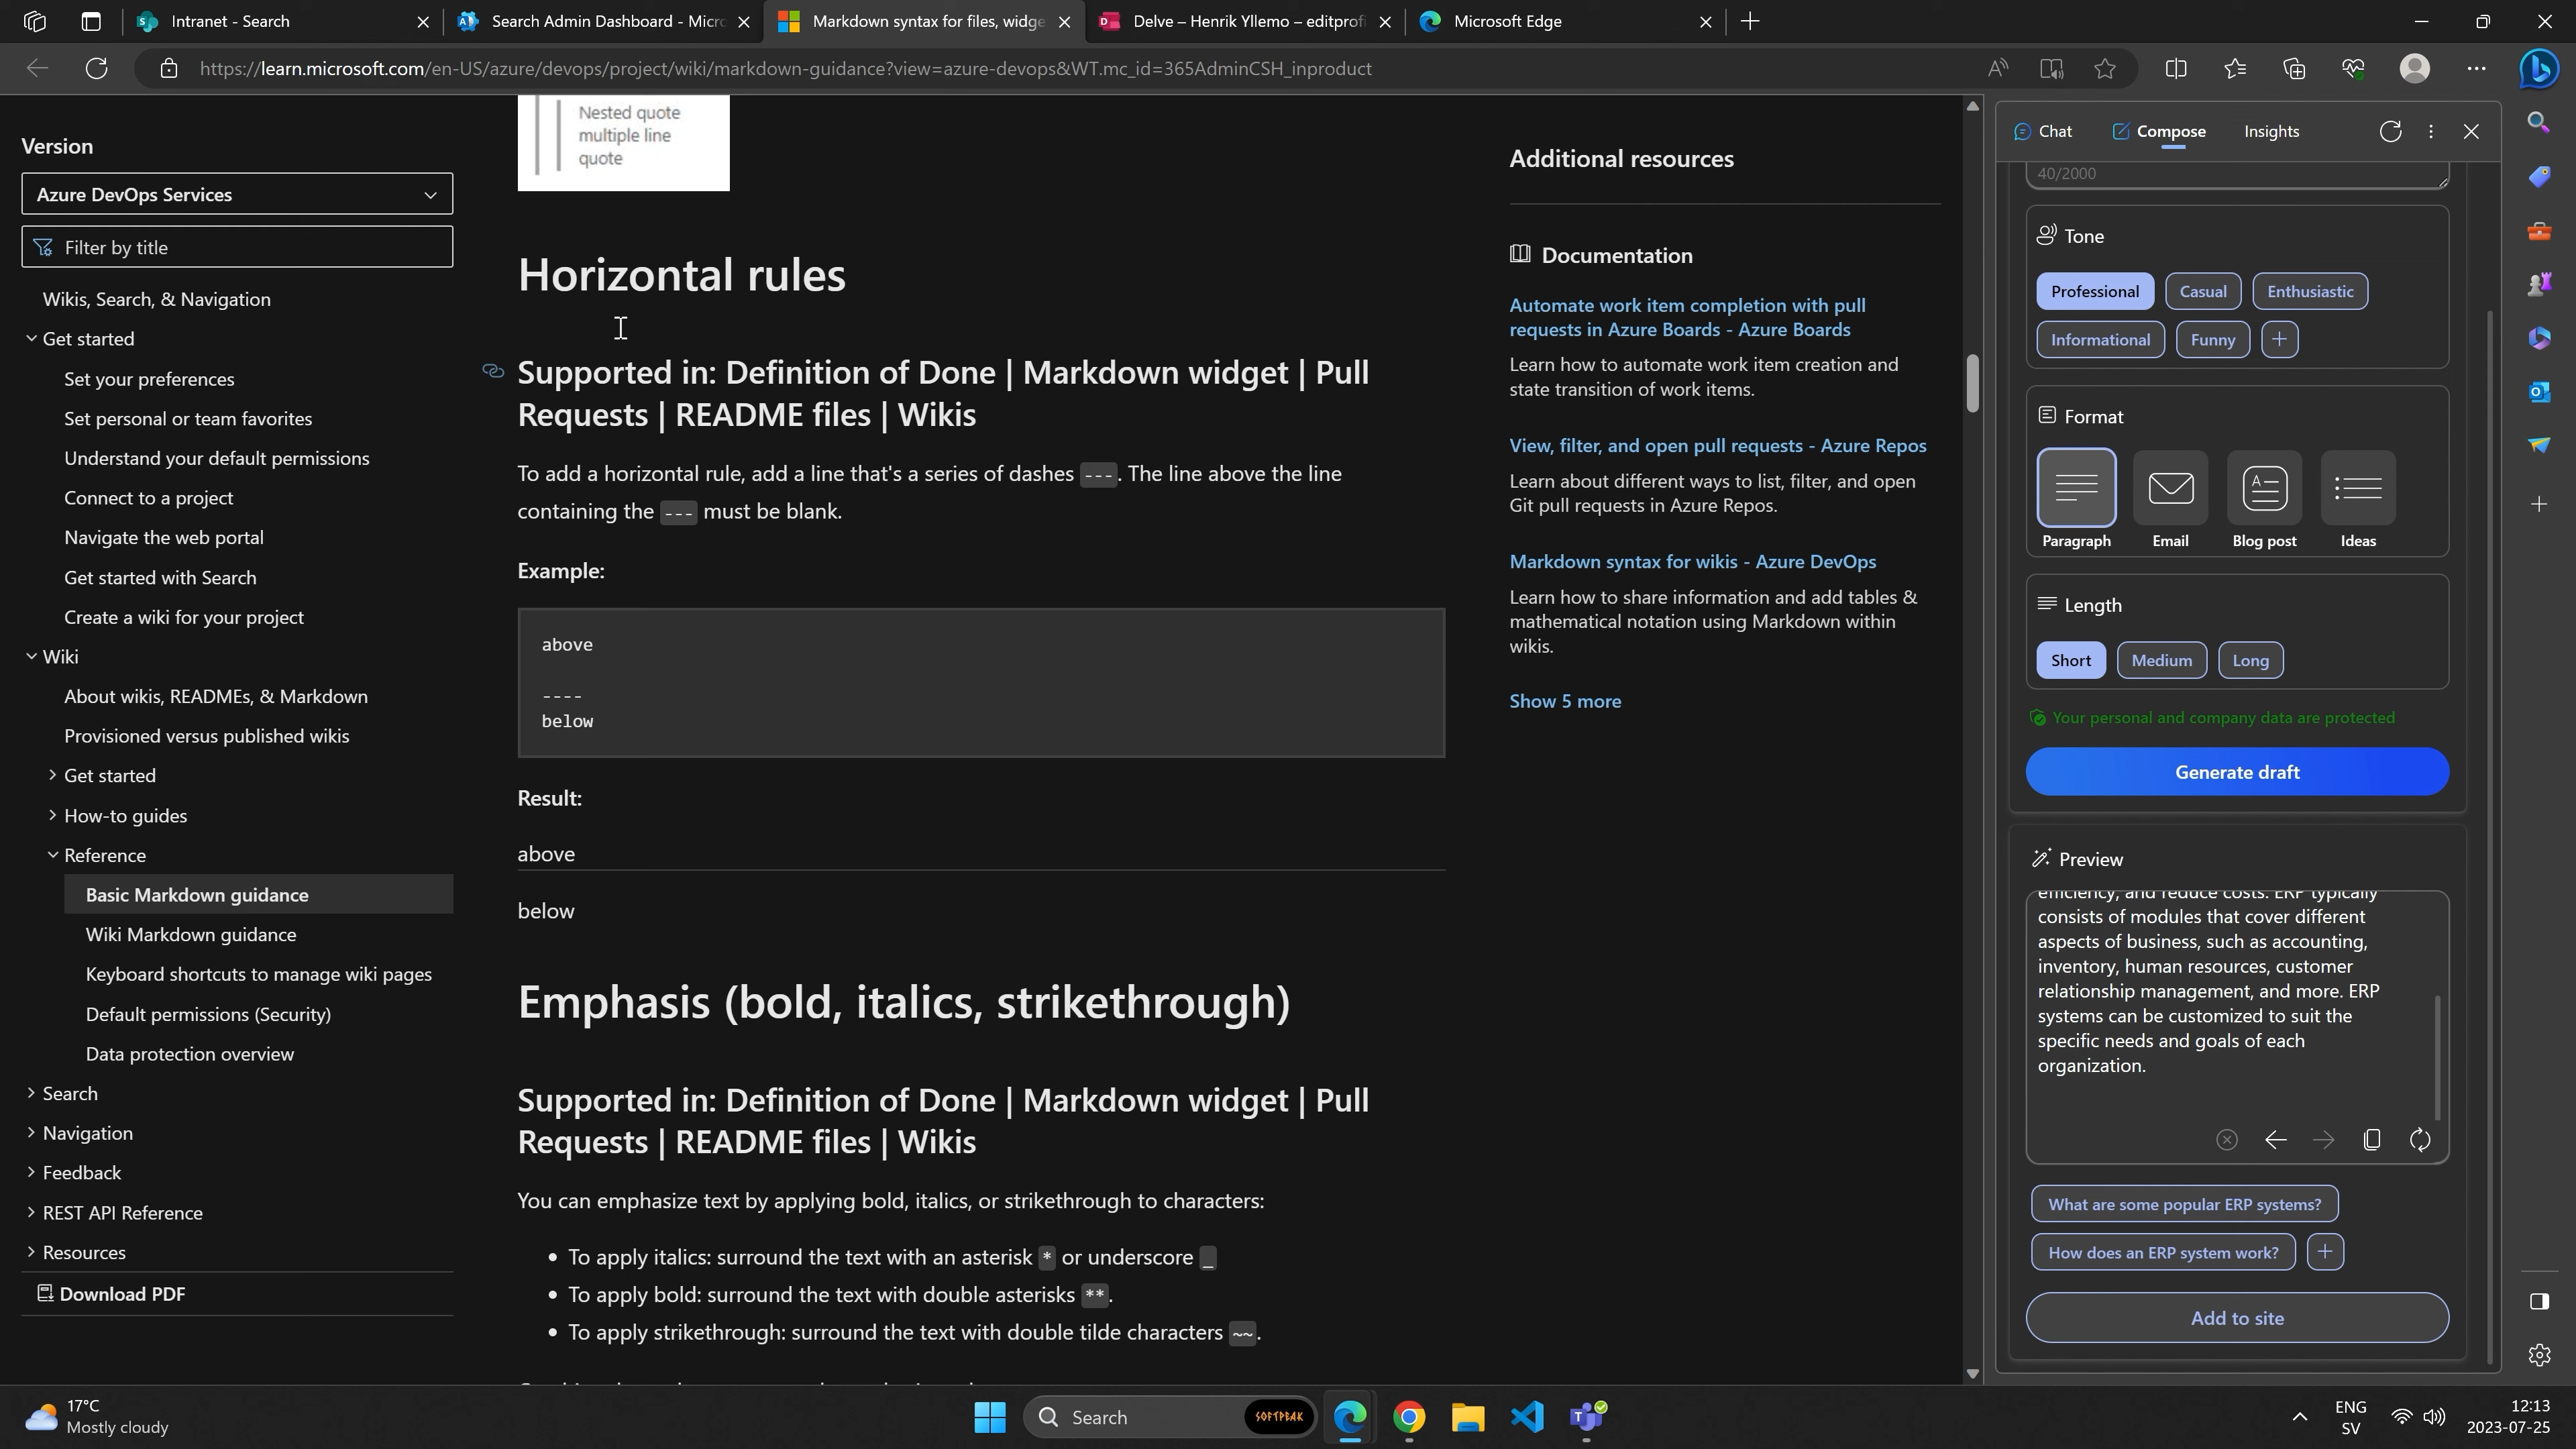 Intranet - Search
Search Admin Dashboard - Micro
Markdown syntax for files, widge
Delve – Henrik Yllemo – editprofi
Microsoft Edge
https://learn.microsoft.com/en-US/azure/devops/project/wiki/markdown-guidance?view=azure-devops&WT.mc_id=365AdminCSH_inproduct
Version
Azure DevOps Services
Filter by title
Wikis, Search, & Navigation
Get started
Set your preferences
Set personal or team favorites
Understand your default permissions
Connect to a project
Navigate the web portal
Get started with Search
Create a wiki for your project
Wiki
About wikis, READMEs, & Markdown
Provisioned versus published wikis
Get started
How-to guides
Reference
Basic Markdown guidance
Wiki Markdown guidance
Keyboard shortcuts to manage wiki pages
Default permissions (Security)
Data protection overview
Search
Navigation
Feedback
REST API Reference
Resources
Download PDF
Nested quote
multiple line
quote
Horizontal rules
Supported in: Definition of Done | Markdown widget | Pull
Requests | README files | Wikis
To add a horizontal rule, add a line that's a series of dashes ---. The line above the line
containing the --- must be blank.
Example:
above
----
below
Result:
above
below
Emphasis (bold, italics, strikethrough)
Supported in: Definition of Done | Markdown widget | Pull
Requests | README files | Wikis
You can emphasize text by applying bold, italics, or strikethrough to characters:
• To apply italics: surround the text with an asterisk * or underscore _
• To apply bold: surround the text with double asterisks **.
• To apply strikethrough: surround the text with double tilde characters ~~.
Additional resources
Documentation
Automate work item completion with pull
requests in Azure Boards - Azure Boards
Learn how to automate work item creation and
state transition of work items.
View, filter, and open pull requests - Azure Repos
Learn about different ways to list, filter, and open
Git pull requests in Azure Repos.
Markdown syntax for wikis - Azure DevOps
Learn how to share information and add tables &
mathematical notation using Markdown within
wikis.
Show 5 more
Chat
Compose
Insights
40/2000
Tone
Professional
Casual
Enthusiastic
Informational
Funny
Format
Paragraph
Email
Blog post
Ideas
Length
Short
Medium
Long
Your personal and company data are protected
Generate draft
Preview
efficiency, and reduce costs. ERP typically
consists of modules that cover different
aspects of business, such as accounting,
inventory, human resources, customer
relationship management, and more. ERP
systems can be customized to suit the
specific needs and goals of each
organization.
What are some popular ERP systems?
How does an ERP system work?
Add to site
17°C
Mostly cloudy
Search
SOFTPEAK
ENG
SV
12:13
2023-07-25